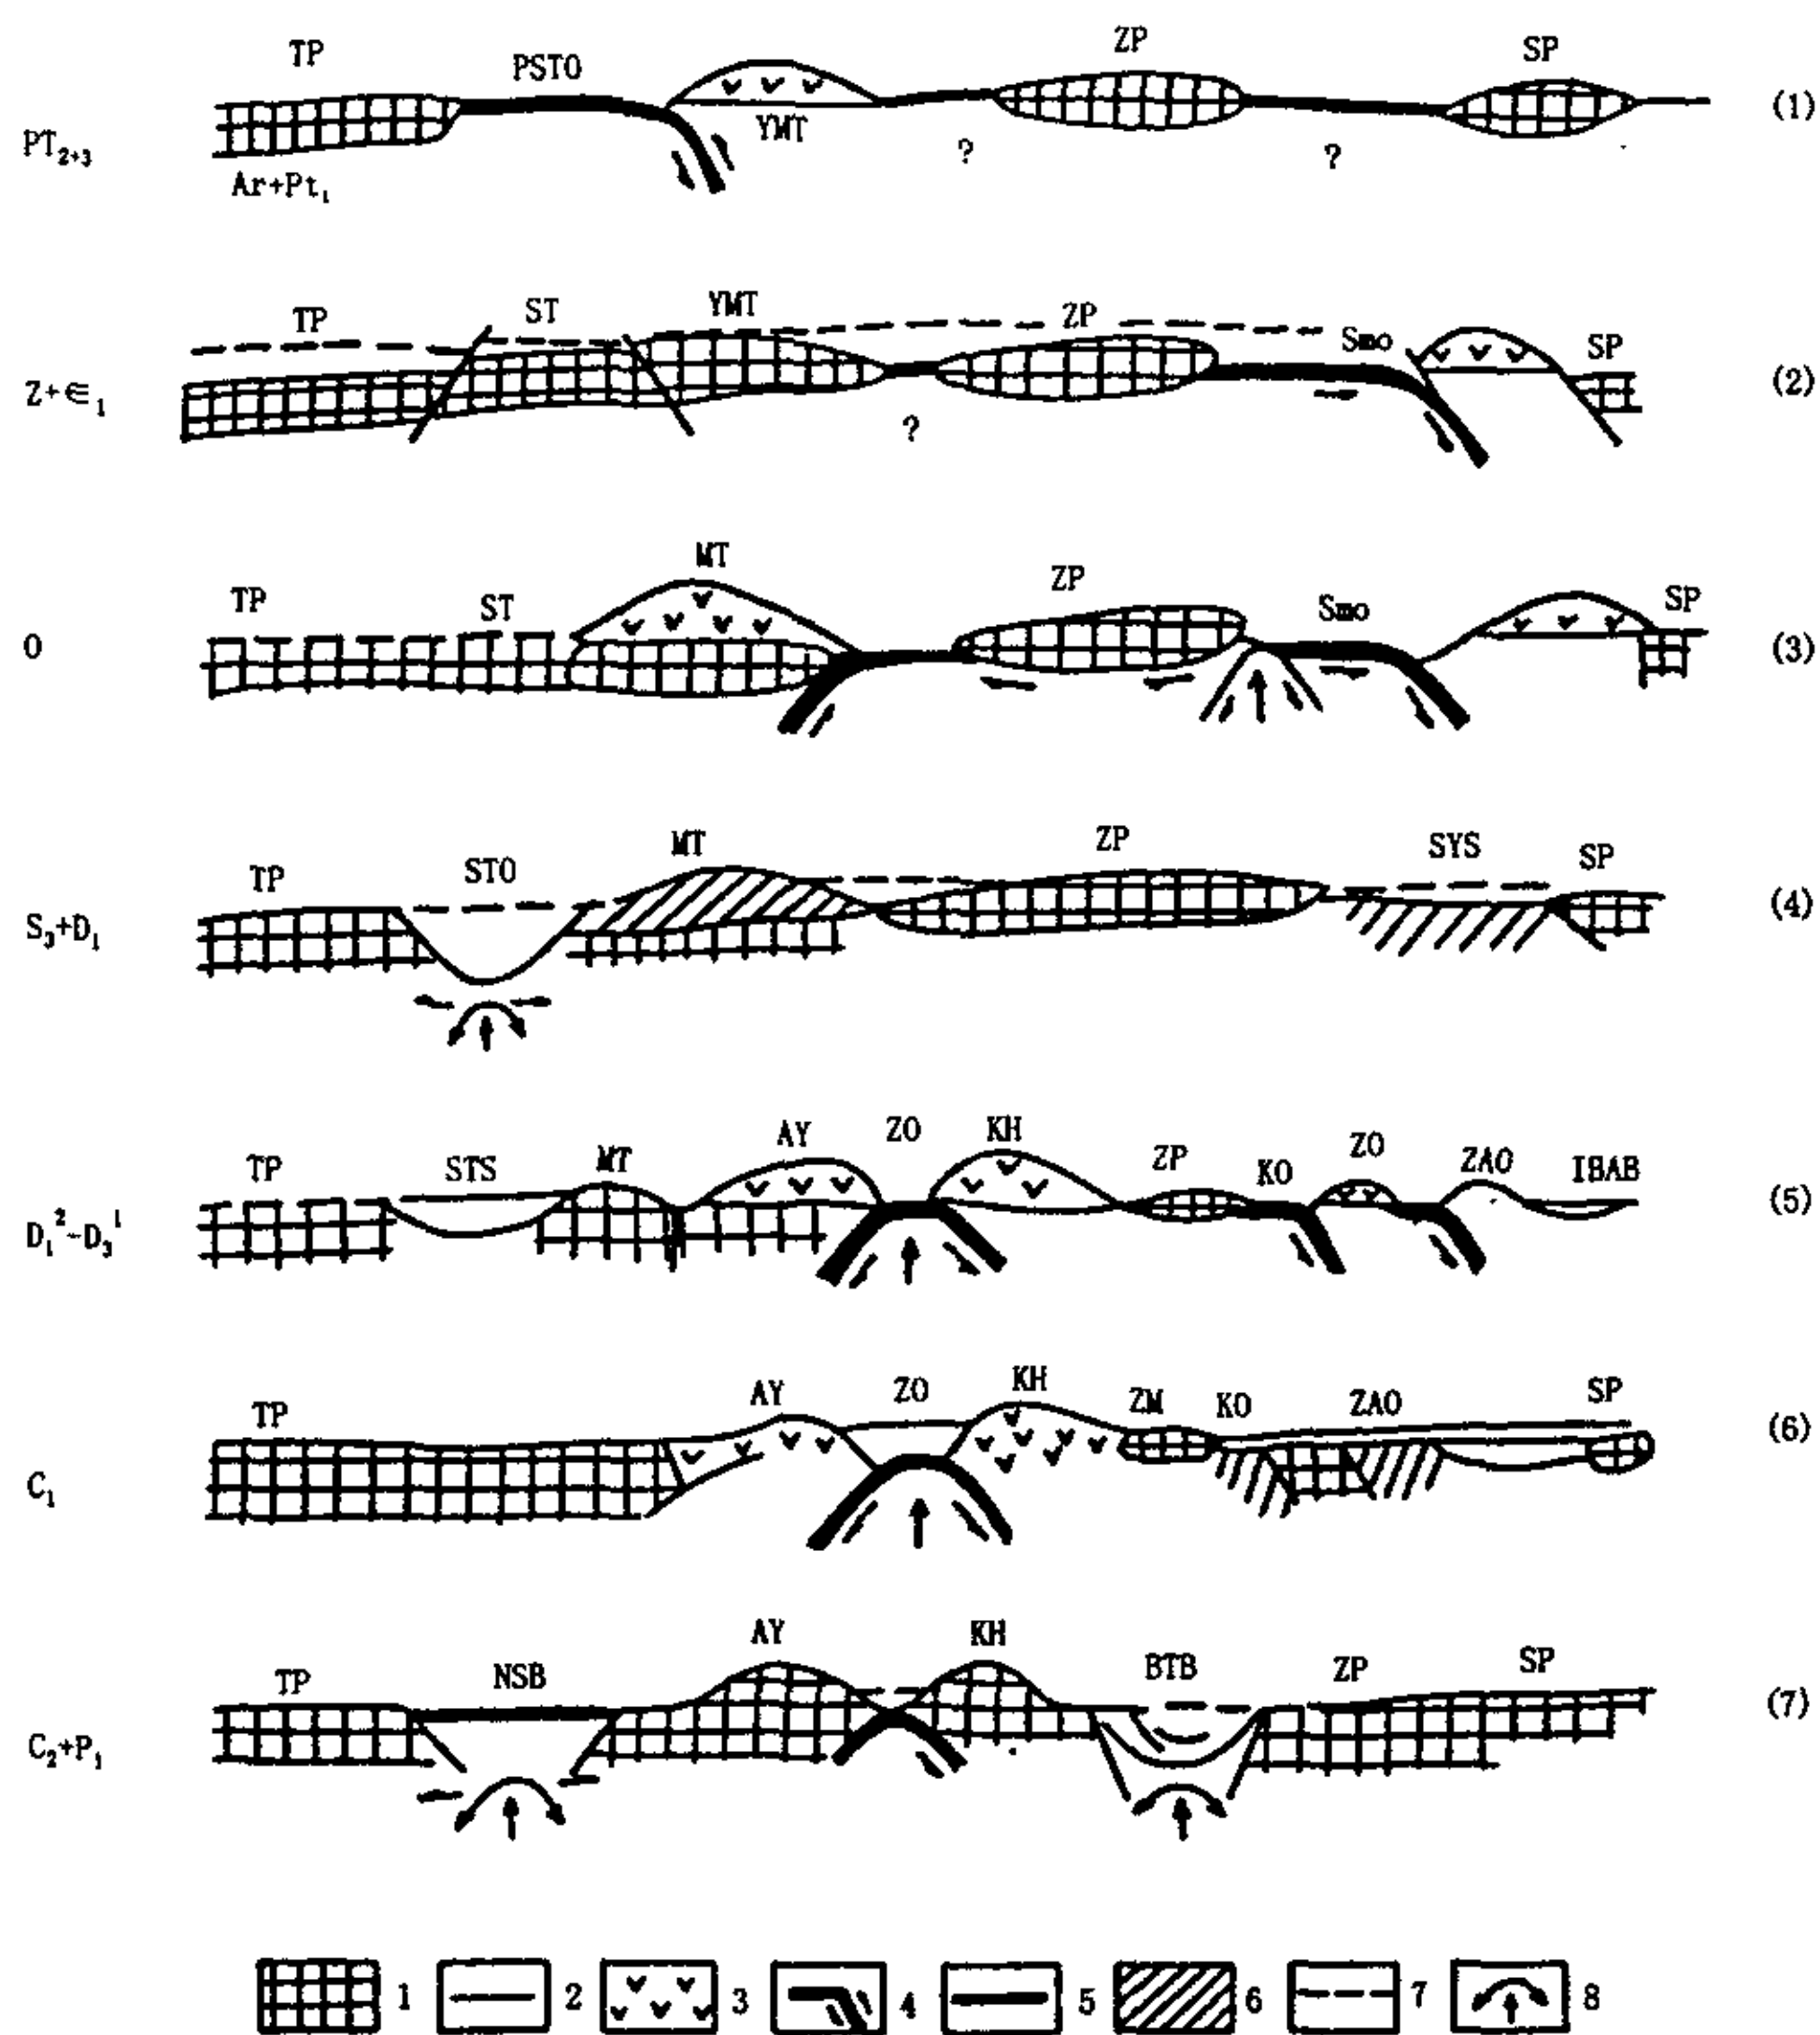 TP PSTO ZP SP (1)
PT₂₊₃ YMT ? ?
Ar+Pt₁
TP ST YMT ZP Smo SP (2)
Z+∈₁ ?
TP ST MT ZP Smo SP (3)
O
TP STO MT ZP SYS SP (4)
S₃+D₁
TP STS MT AY ZO KH ZP KO ZO ZAO IBAB (5)
D₁²-D₃¹
TP AY ZO KH ZM KO ZAO SP (6)
C₁
TP NSB AY KH BTB ZP SP (7)
C₂+P₁
1 2 3 4 5 6 7 8